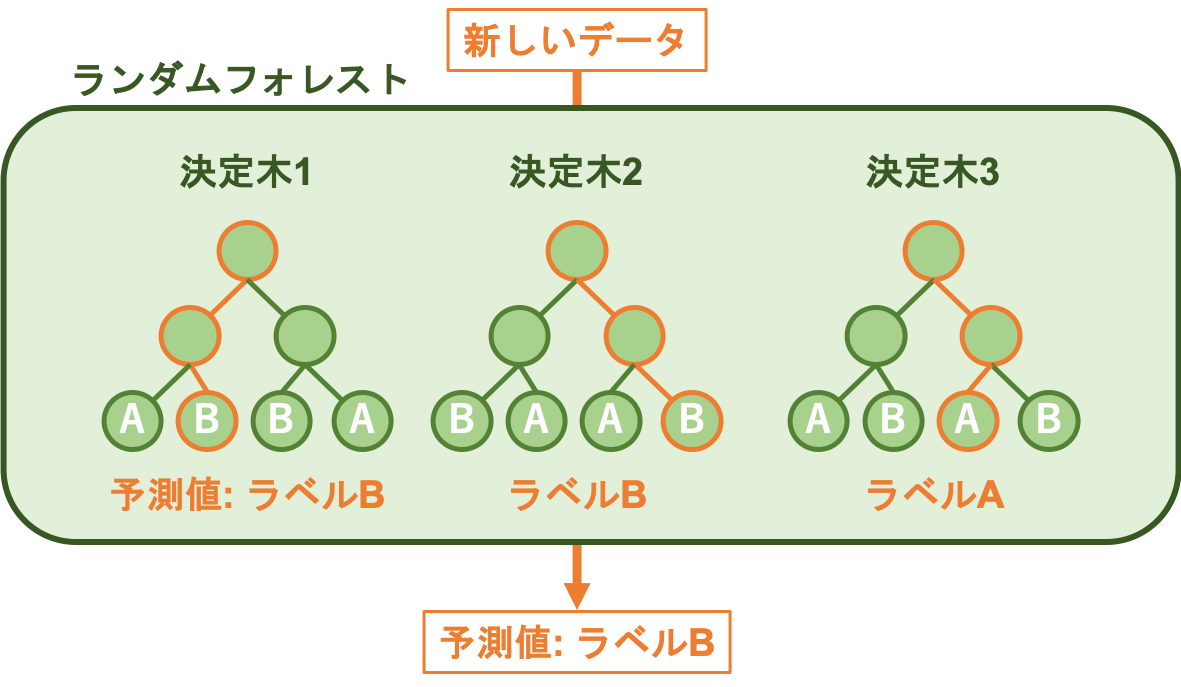 新しいデータ
ランダムフォレスト
決定木1 決定木2 決定木3
A B B A B A A B A B A B
予測値: ラベルB ラベルB ラベルA
予測値: ラベルB